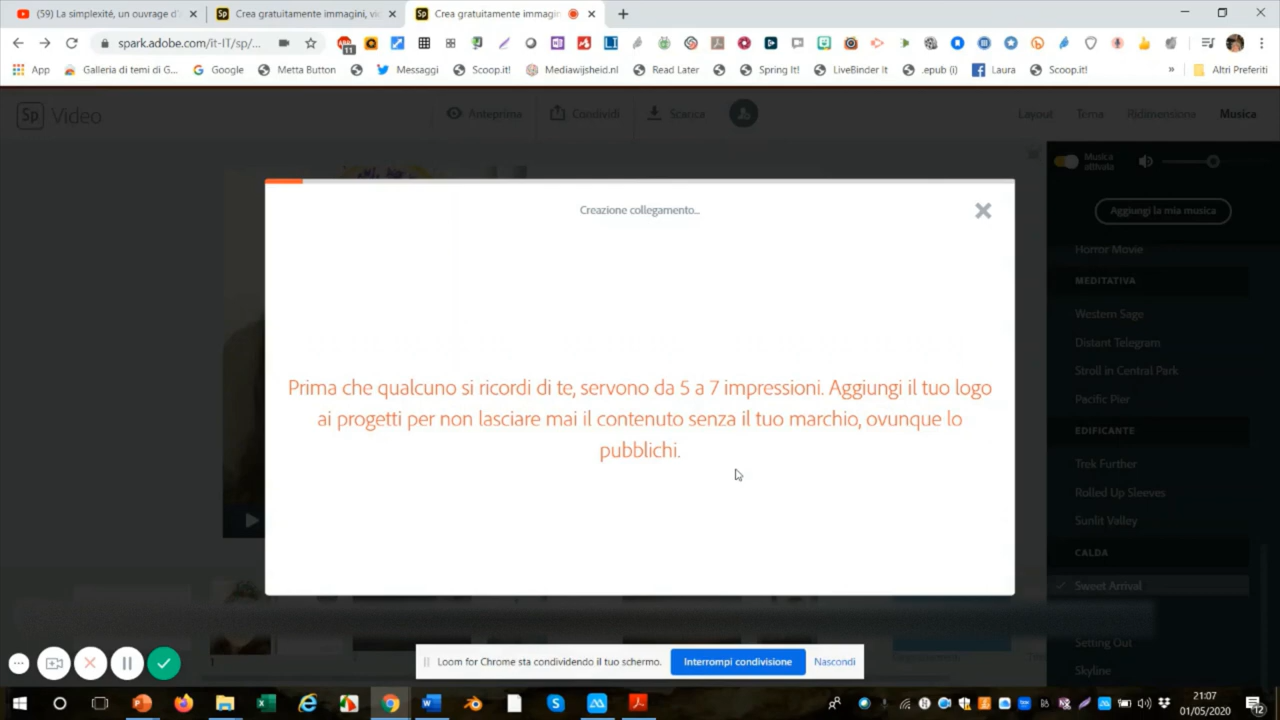 (59) La simplexité, un ouvrage d'
Crea gratuitamente immagini, vi
Crea gratuitamente immagin
spark.adobe.com/it-IT/sp/...
App
Galleria di temi di G...
Google
Metta Button
Messaggi
Scoop.it!
Mediawijsheid.nl
Read Later
Spring It!
LiveBinder It
.epub (i)
Laura
Scoop.it!
»
Altri Preferiti
Sp Video
Anteprima
Condividi
Scarica
Layout
Tema
Ridimensiona
Musica
Musica
attivata
Aggiungi la mia musica
Horror Movie
MEDITATIVA
Western Sage
Distant Telegram
Stroll in Central Park
Pacific Pier
EDIFICANTE
Trek Further
Rolled Up Sleeves
Sunlit Valley
CALDA
Sweet Arrival
Setting Out
Skyline
Creazione collegamento...
Prima che qualcuno si ricordi di te, servono da 5 a 7 impressioni. Aggiungi il tuo logo
ai progetti per non lasciare mai il contenuto senza il tuo marchio, ovunque lo
pubblichi.
1
Loom for Chrome sta condividendo il tuo schermo.
Interrompi condivisione
Nascondi
21:07
01/05/2020
12